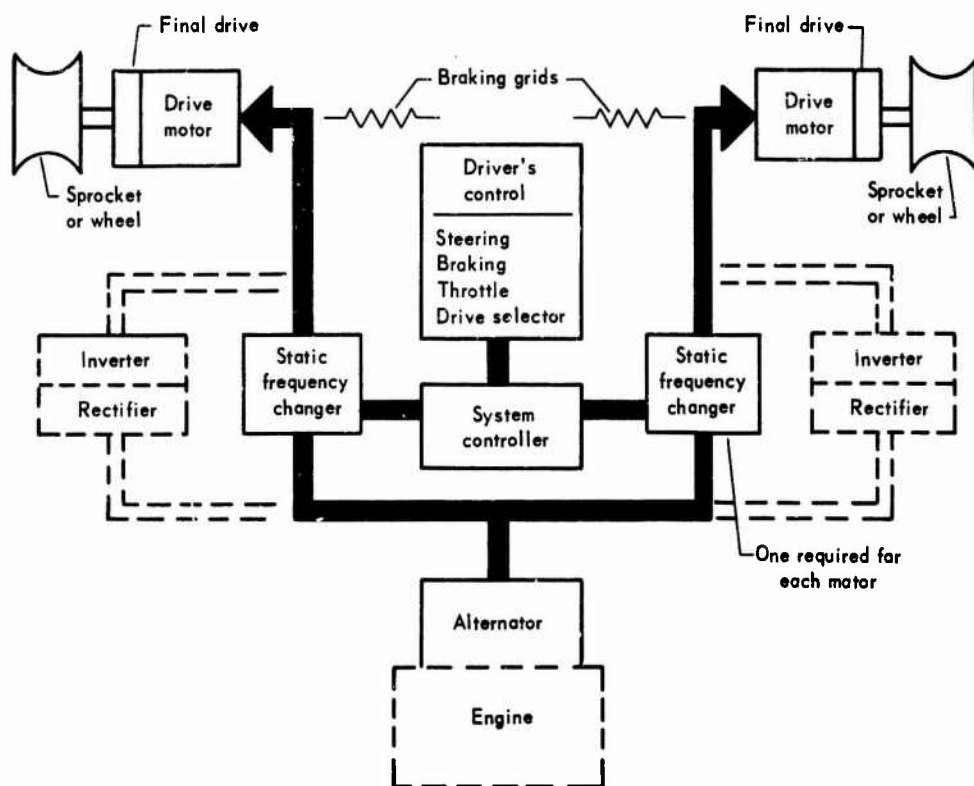 Final drive
Final drive
Braking grids
Drive
motor
Drive
motor
Driver's
control
Sprocket
or wheel
Sprocket
or wheel
Steering
Braking
Throttle
Drive selector
Inverter
Rectifier
Static
frequency
changer
System
controller
Static
frequency
changer
Inverter
Rectifier
One required far
each motor
Alternator
Engine